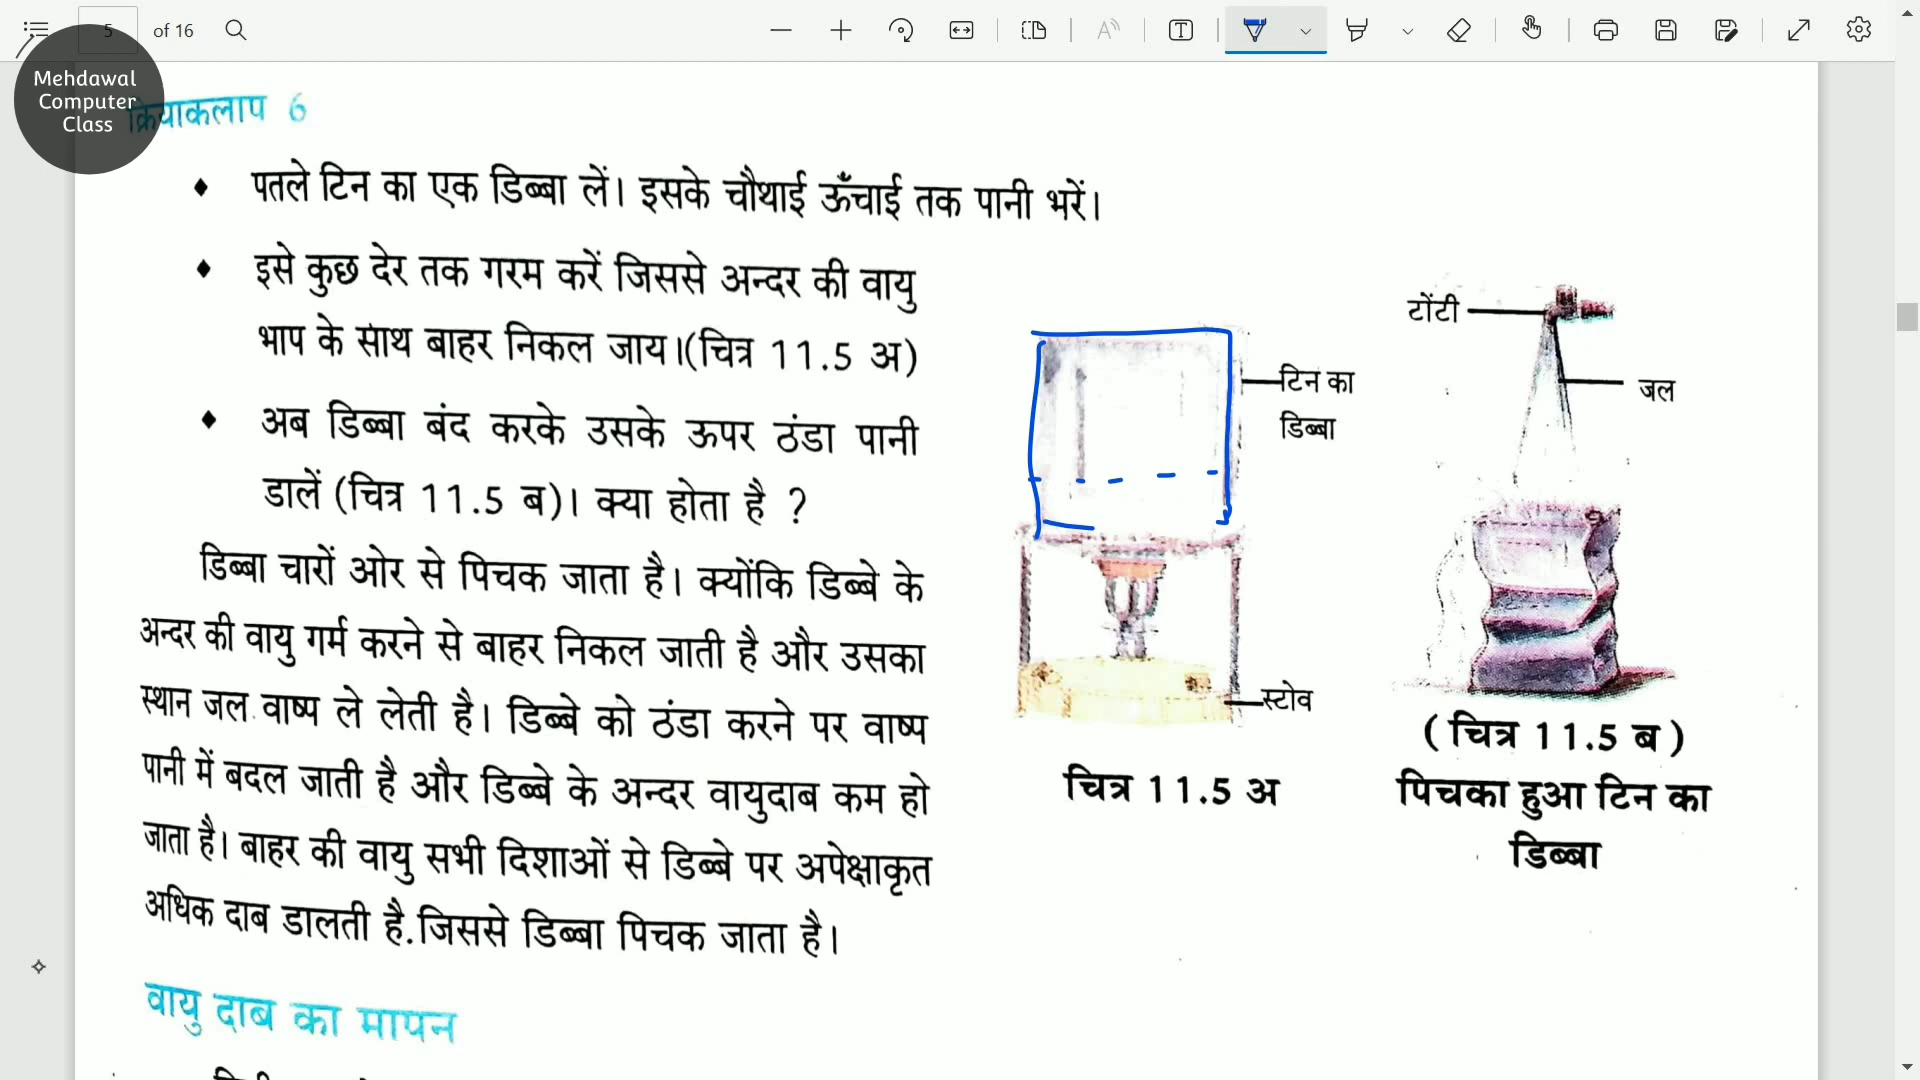 5 of 16
Mehdawal
Computer
Class
क्रियाकलाप 6
♦ पतले टिन का एक डिब्बा लें। इसके चौथाई ऊँचाई तक पानी भरें।
♦ इसे कुछ देर तक गरम करें जिससे अन्दर की वायु
भाप के साथ बाहर निकल जाय।(चित्र 11.5 अ)
♦ अब डिब्बा बंद करके उसके ऊपर ठंडा पानी
डालें (चित्र 11.5 ब)। क्या होता है ?
डिब्बा चारों ओर से पिचक जाता है। क्योंकि डिब्बे के
अन्दर की वायु गर्म करने से बाहर निकल जाती है और उसका
स्थान जल वाष्प ले लेती है। डिब्बे को ठंडा करने पर वाष्प
पानी में बदल जाती है और डिब्बे के अन्दर वायुदाब कम हो
जाता है। बाहर की वायु सभी दिशाओं से डिब्बे पर अपेक्षाकृत
अधिक दाब डालती है.जिससे डिब्बा पिचक जाता है।
टिन का
डिब्बा
स्टोव
चित्र 11.5 अ
टोंटी
जल
(चित्र 11.5 ब)
पिचका हुआ टिन का
डिब्बा
वायु दाब का मापन